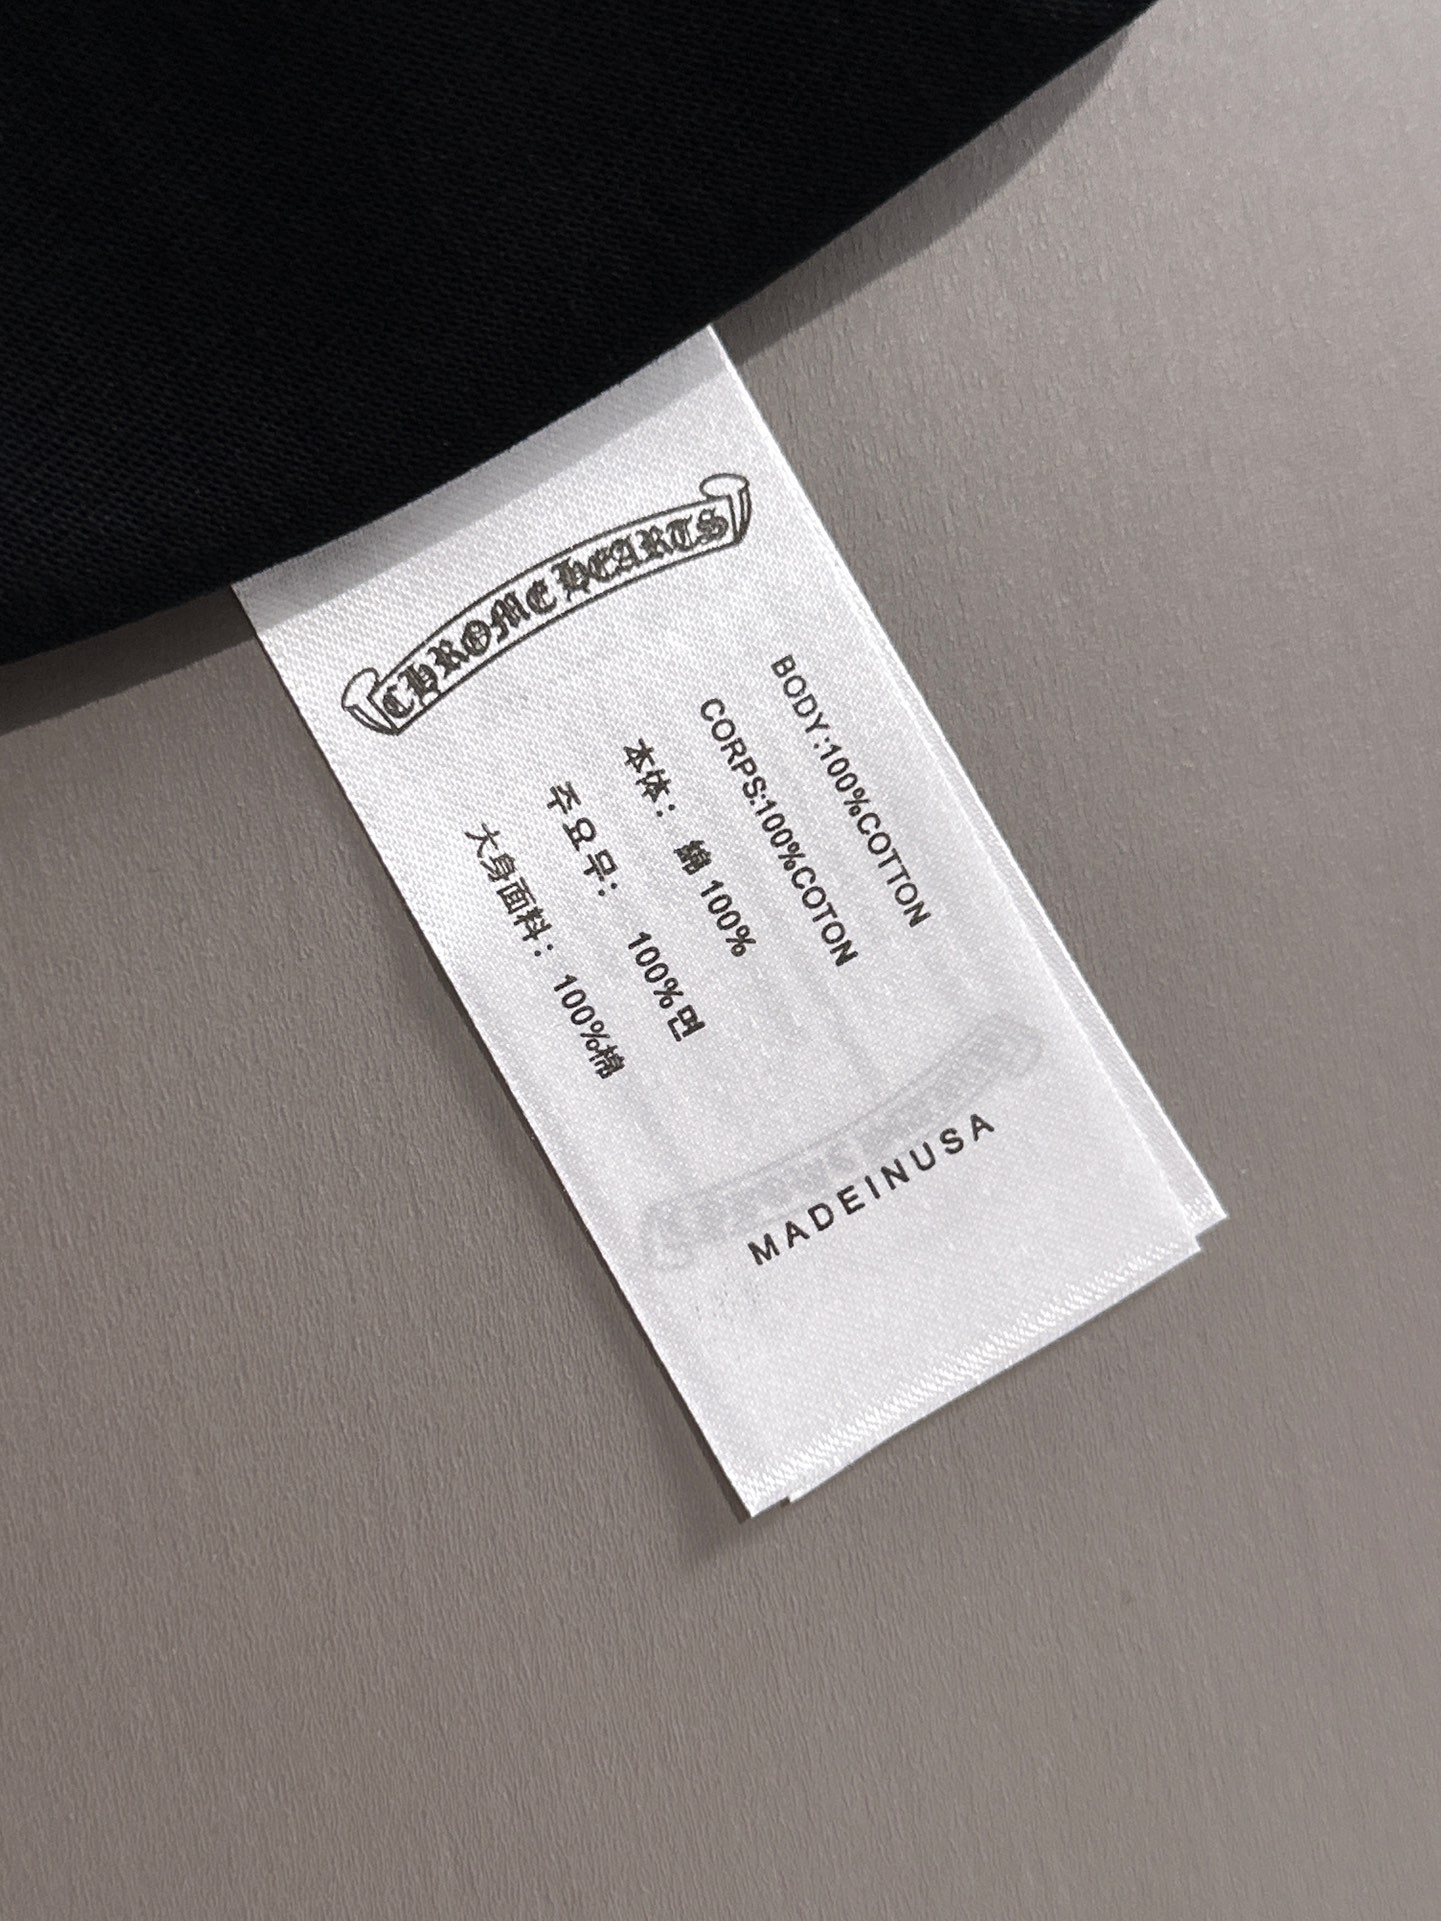 CHROME HEARTS
BODY:100%COTTON
CORPS:100%COTON
本体： 綿 100%
주요무： 100%면
大身面料：100%棉
MADEINUSA